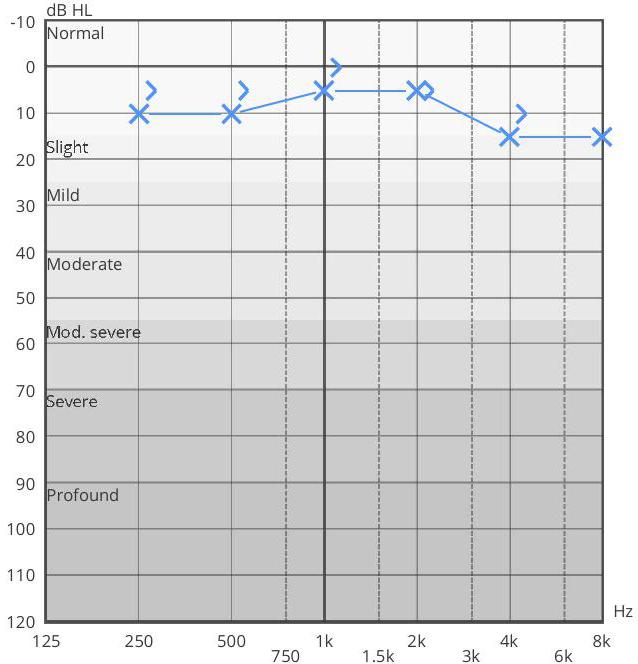 dB HL
-10
Normal
0
10
Slight
20
Mild
30
40
Moderate
50
Mod. severe
60
70
Severe
80
90
Profound
100
110
120
Hz
125 250 500 1k 2k 4k 8k
750 1.5k 3k 6k